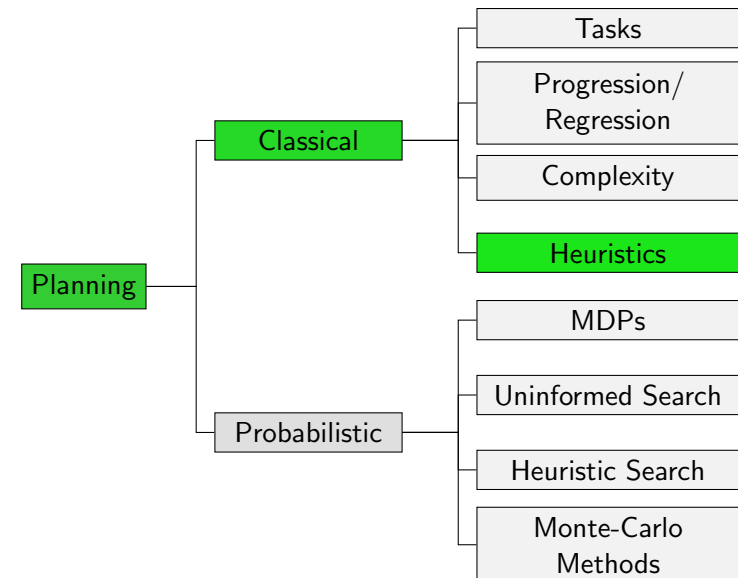 Planning
Classical
Tasks
Progression/
Regression
Complexity
Heuristics
Probabilistic
MDPs
Uninformed Search
Heuristic Search
Monte-Carlo
Methods